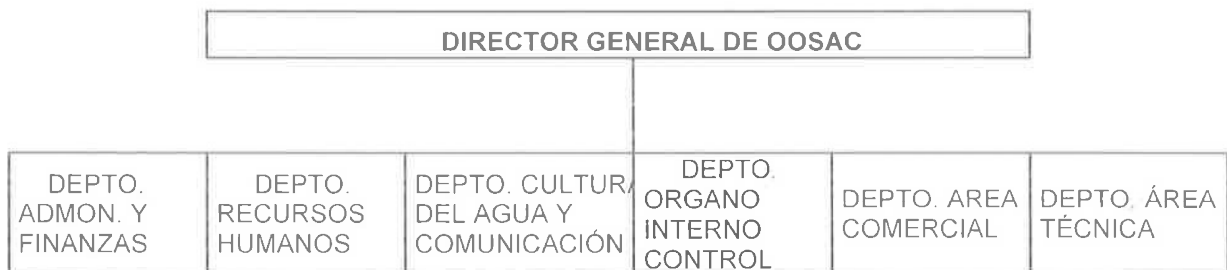 DIRECTOR GENERAL DE OOSAC
DEPTO.
ADMON. Y
FINANZAS
DEPTO.
RECURSOS
HUMANOS
DEPTO. CULTURA
DEL AGUA Y
COMUNICACIÓN
DEPTO.
ORGANO
INTERNO
CONTROL
DEPTO. AREA
COMERCIAL
DEPTO. ÁREA
TÉCNICA